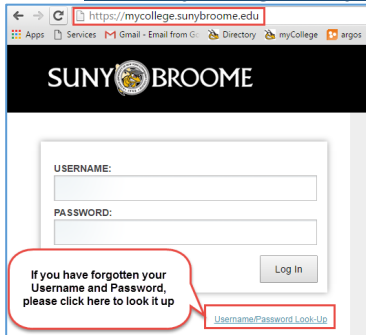 https://mycollege.sunybroome.edu
Apps Services Gmail - Email from Go Directory myCollege argos
SUNY BROOME
USERNAME:
PASSWORD:
Log In
If you have forgotten your
Username and Password,
please click here to look it up
Username/Password Look-Up